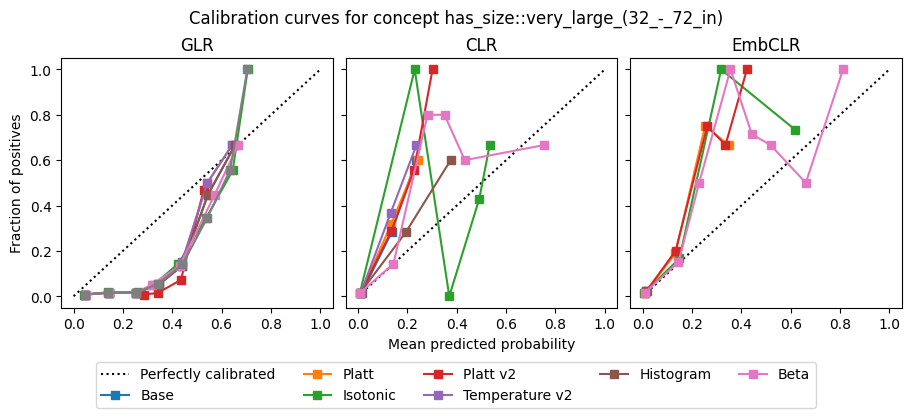 Calibration curves for concept has_size::very_large_(32_-_72_in)
GLR CLR EmbCLR
Fraction of positives
1.0
0.8
0.6
0.4
0.2
0.0
0.0 0.2 0.4 0.6 0.8 1.0 0.0 0.2 0.4 0.6 0.8 1.0 0.0 0.2 0.4 0.6 0.8 1.0
Mean predicted probability
Perfectly calibrated Platt Platt v2 Histogram Beta
Base Isotonic Temperature v2